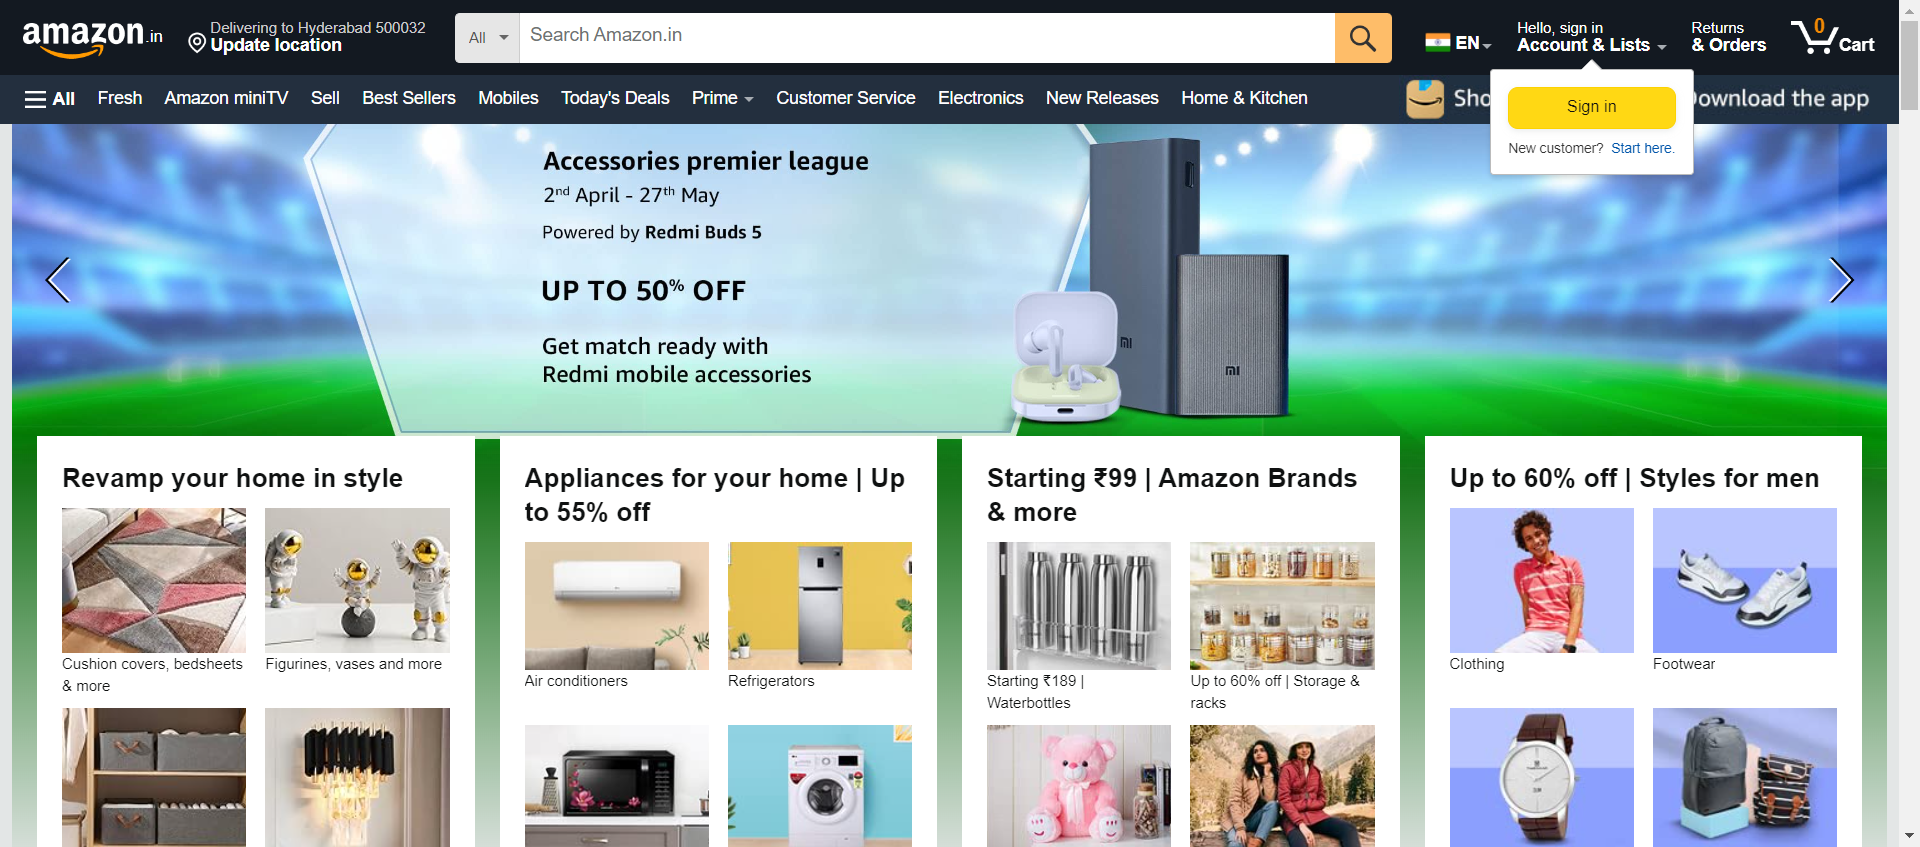 amazon.in
Delivering to Hyderabad 500032
Update location
All
Search Amazon.in
EN
Hello, sign in
Account & Lists
Returns
& Orders
0
Cart
All
Fresh
Amazon miniTV
Sell
Best Sellers
Mobiles
Today's Deals
Prime
Customer Service
Electronics
New Releases
Home & Kitchen
Sho
ownload the app
Sign in
New customer? Start here.
Accessories premier league
2nd April - 27th May
Powered by Redmi Buds 5
UP TO 50% OFF
Get match ready with
Redmi mobile accessories
mi
mi
Revamp your home in style
Cushion covers, bedsheets
& more
Figurines, vases and more
Appliances for your home | Up
to 55% off
Air conditioners
Refrigerators
Starting ₹99 | Amazon Brands
& more
Starting ₹189 |
Waterbottles
Up to 60% off | Storage &
racks
Up to 60% off | Styles for men
Clothing
Footwear